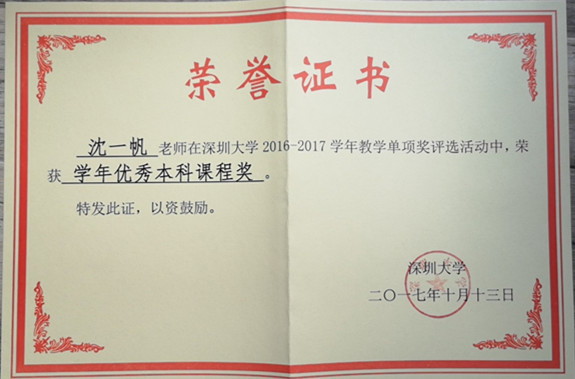 荣誉证书
沈一帆 老师在深圳大学 2016-2017 学年教学单项奖评选活动中，荣
获 学年优秀本科课程奖 。
特发此证，以资鼓励。
深圳大学
二〇一七年十月十三日